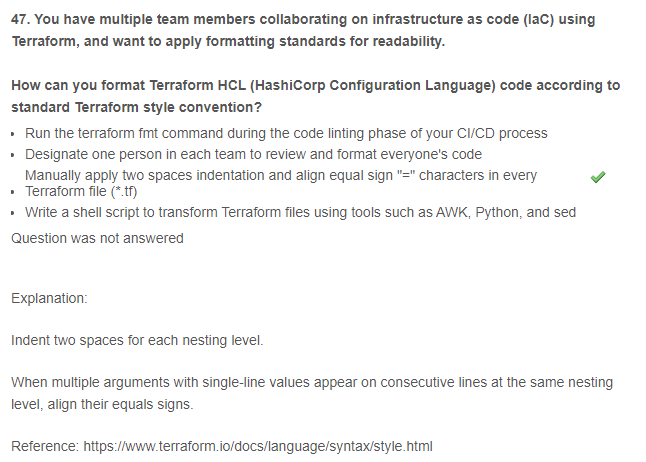 47. You have multiple team members collaborating on infrastructure as code (IaC) using
Terraform, and want to apply formatting standards for readability.
How can you format Terraform HCL (HashiCorp Configuration Language) code according to
standard Terraform style convention?
• Run the terraform fmt command during the code linting phase of your CI/CD process
• Designate one person in each team to review and format everyone's code
Manually apply two spaces indentation and align equal sign "=" characters in every
• Terraform file (*.tf)
• Write a shell script to transform Terraform files using tools such as AWK, Python, and sed
Question was not answered
Explanation:
Indent two spaces for each nesting level.
When multiple arguments with single-line values appear on consecutive lines at the same nesting
level, align their equals signs.
Reference: https://www.terraform.io/docs/language/syntax/style.html